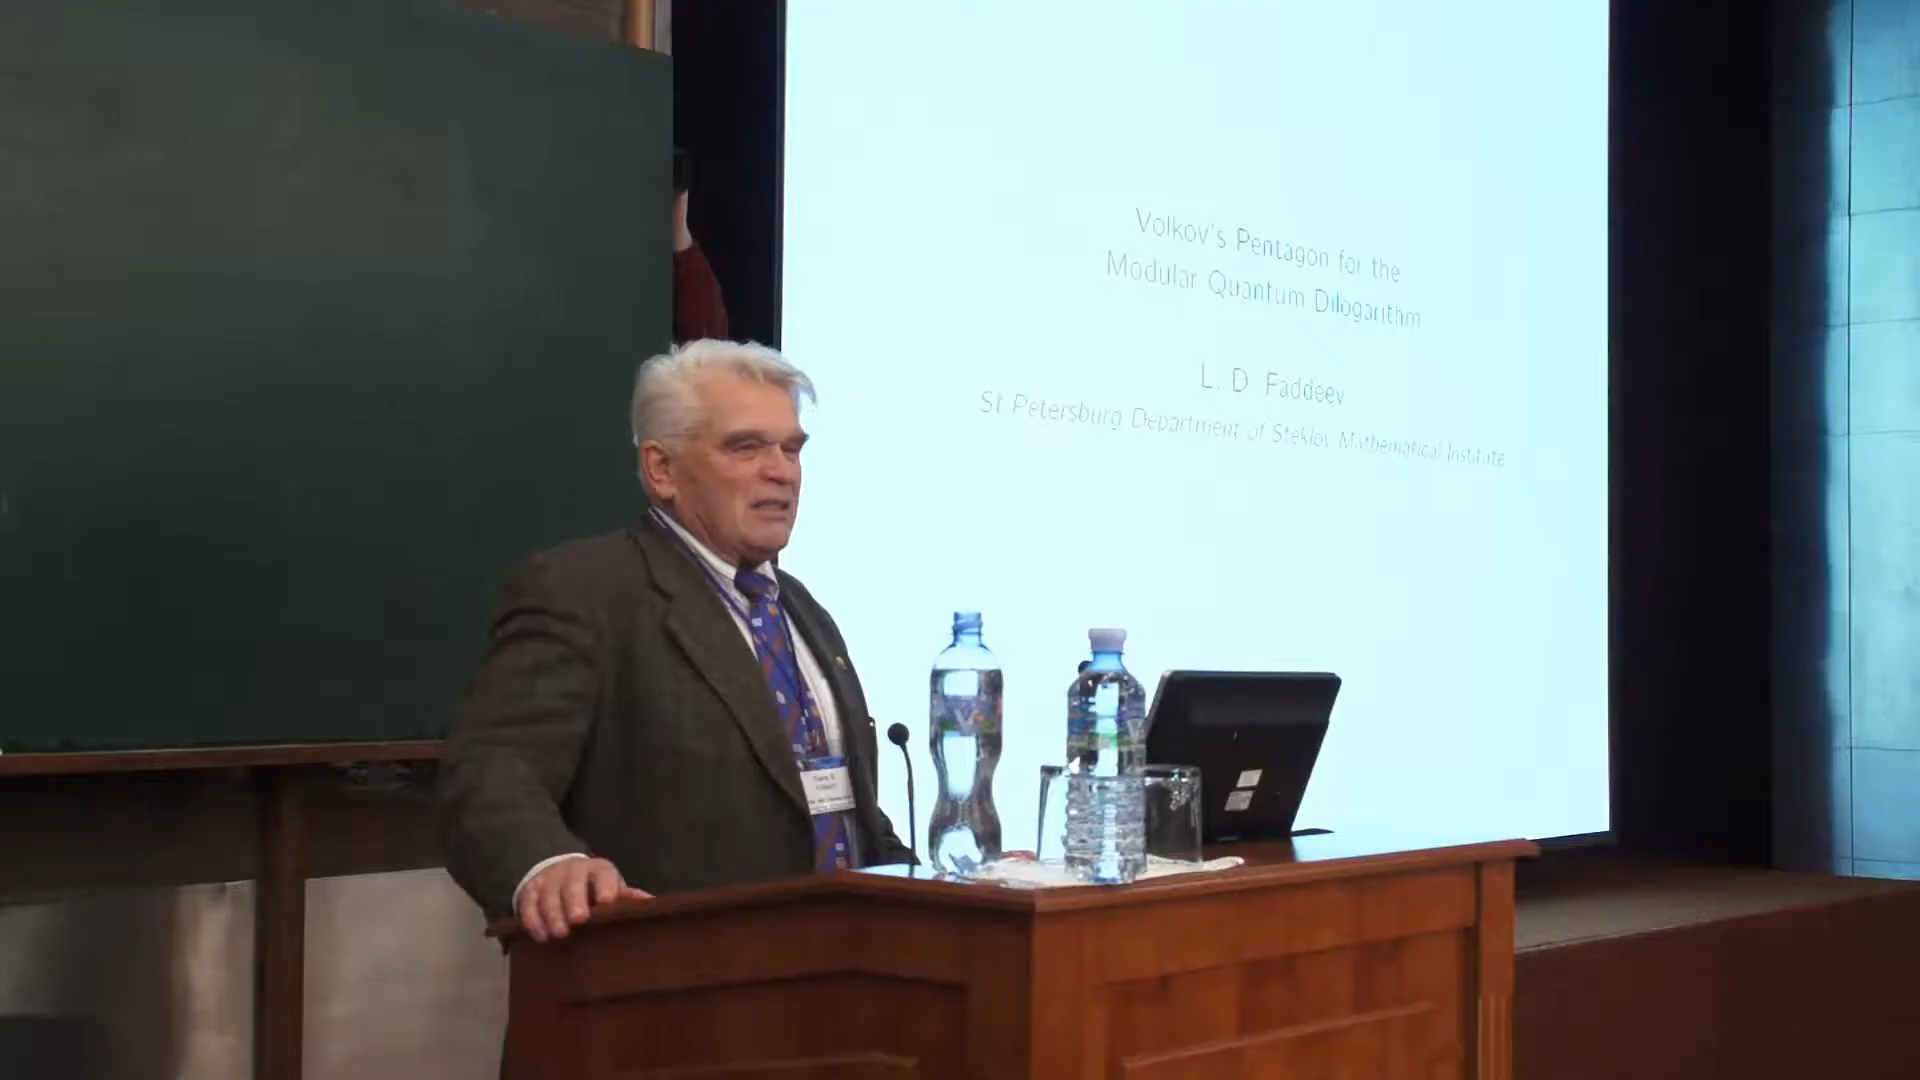 Volkov's Pentagon for the
Modular Quantum Dilogarithm
L. D Faddeev
St Petersburg Department of Steklov Mathematical Institute